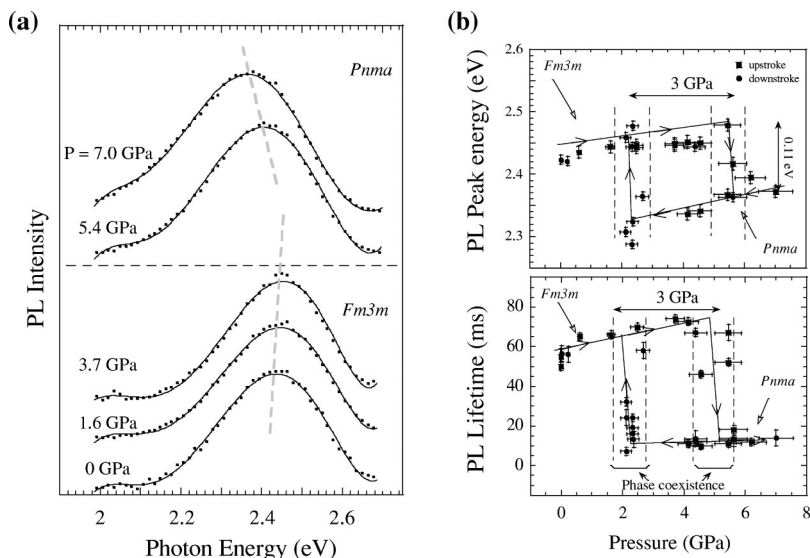 (a)
Pnma
P = 7.0 GPa
5.4 GPa
Fm3m
3.7 GPa
1.6 GPa
0 GPa
PL Intensity
2 2.2 2.4 2.6
Photon Energy (eV)
(b)
2.6
2.5
2.4
2.3
PL Peak energy (eV)
Fm3m
3 GPa
upstroke
downstroke
0.11 eV
Pnma
80
60
40
20
10
0
PL Lifetime (ms)
Fm3m
3 GPa
Pnma
Phase coexistence
0 2 4 6 8
Pressure (GPa)